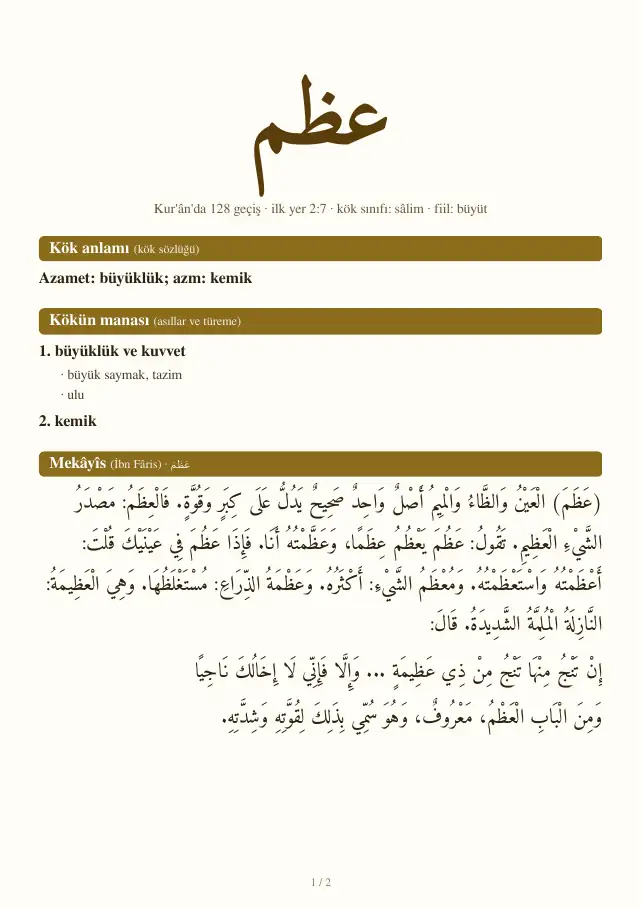 عظم
Kur'ân'da 128 geçiş · ilk yer 2:7 · kök sınıfı: sâlim · fiil: büyüt
Kök anlamı (kök sözlüğü)
Azamet: büyüklük; azm: kemik
Kökün manası (asıllar ve türeme)
1. büyüklük ve kuvvet
· büyük saymak, tazim
· ulu
2. kemik
Mekâyîs (İbn Fâris) · عَظَمَ
(عَظَمَ) الْعَيْنُ وَالظَّاءُ وَالْمِيمُ أَصْلٌ وَاحِدٌ صَحِيحٌ يَدُلُّ عَلَى كِبَرٍ وَقُوَّةٍ. فَالْعِظَمُ: مَصْدَرُ
الشَّيْءِ الْعَظِيمِ. تَقُولُ: عَظُمَ يَعْظُمُ عِظَمًا، وَعَظَّمْتُهُ أَنَا. فَإِذَا عَظُمَ فِي عَيْنَيْكَ قُلْتَ:
أَعْظَمْتُهُ وَاسْتَعْظَمْتُهُ. وَمُعْظَمُ الشَّيْءِ: أَكْثَرُهُ. وَعَظْمَةُ الذِّرَاعِ: مُسْتَغْلَظُهَا. وَهِيَ الْعَظِيمَةُ:
النَّازِلَةُ الْمُلِمَّةُ الشَّدِيدَةُ. قَالَ:
إِنْ تَنْجُ مِنْهَا تَنْجُ مِنْ ذِي عَظِيمَةٍ ... وَإِلَّا فَإِنِّي لَا إِخَالُكَ نَاجِيًا
وَمِنَ الْبَابِ الْعَظْمُ، مَعْرُوفٌ، وَهُوَ سُمِّيَ بِذَلِكَ لِقُوَّتِهِ وَشِدَّتِهِ.
1 / 2